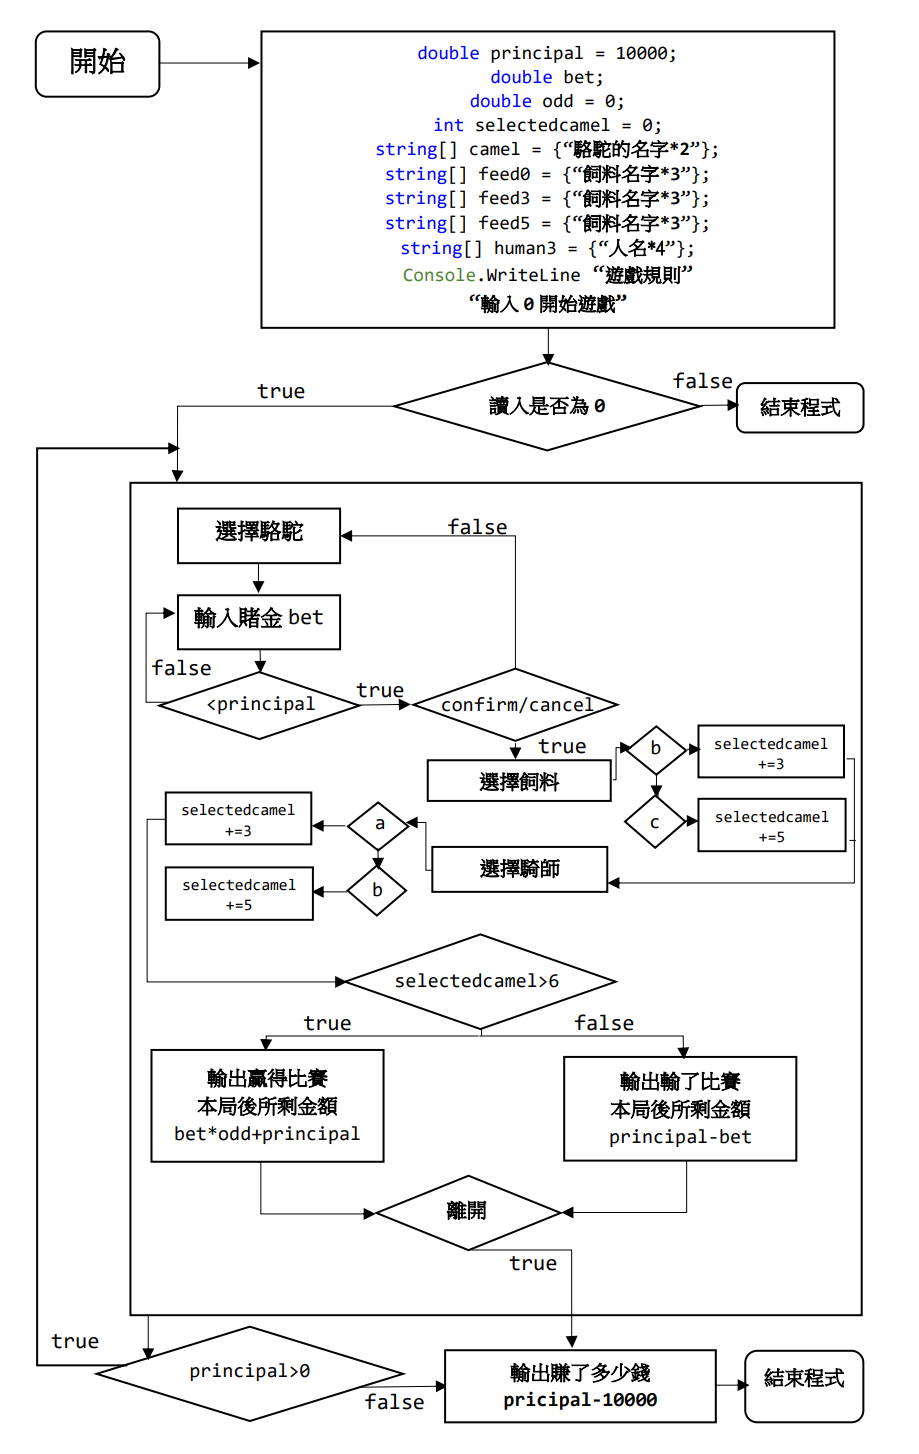 開始
double principal = 10000;
double bet;
double odd = 0;
int selectedcamel = 0;
string[] camel = {“駱駝的名字*2”};
string[] feed0 = {“飼料名字*3”};
string[] feed3 = {“飼料名字*3”};
string[] feed5 = {“飼料名字*3”};
string[] human3 = {“人名*4”};
Console.WriteLine “遊戲規則”
“輸入 0 開始遊戲”
true
false
讀入是否為 0
結束程式
選擇駱駝
false
輸入賭金 bet
false
<principal
true
confirm/cancel
true
選擇飼料
b
selectedcamel
+=3
c
selectedcamel
+=5
selectedcamel
+=3
a
選擇騎師
selectedcamel
+=5
b
selectedcamel>6
true
false
輸出贏得比賽
本局後所剩金額
bet*odd+principal
輸出輸了比賽
本局後所剩金額
principal-bet
離開
true
true
principal>0
false
輸出賺了多少錢
pricipal-10000
結束程式